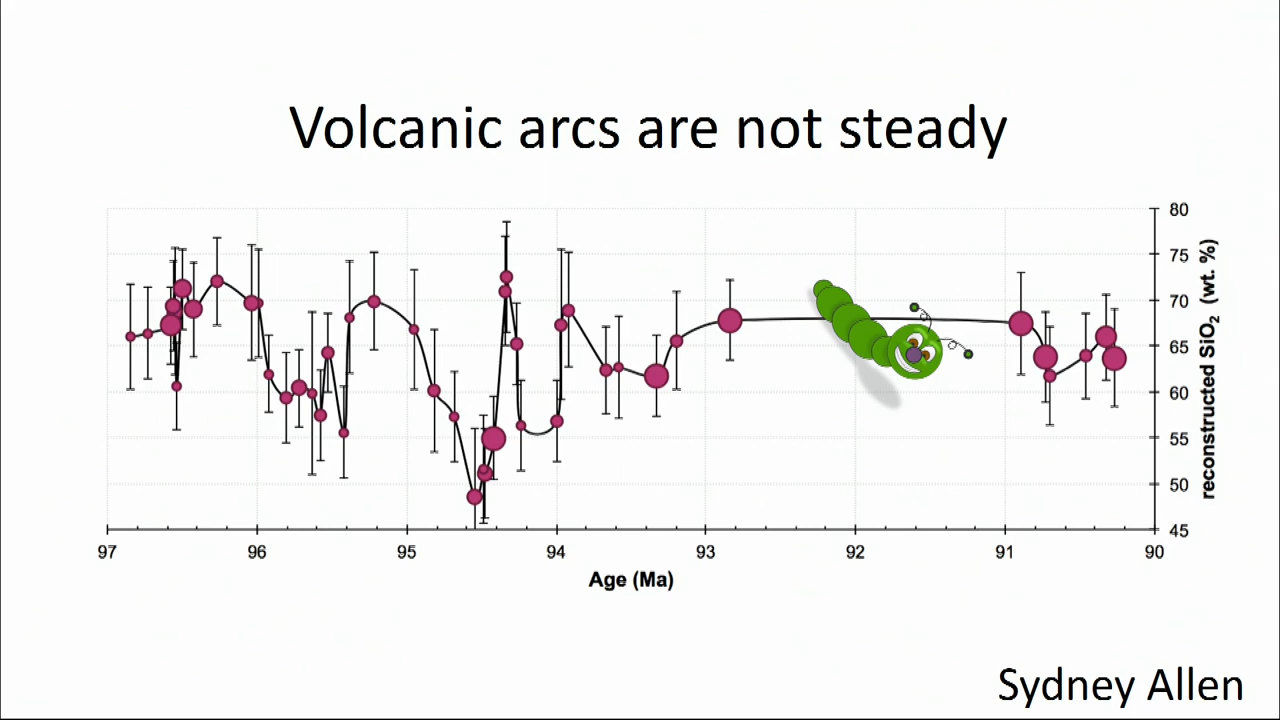 Volcanic arcs are not steady
80
75
70
65
60
55
50
45
reconstructed SiO₂ (wt. %)
97 96 95 94 93 92 91 90
Age (Ma)
Sydney Allen